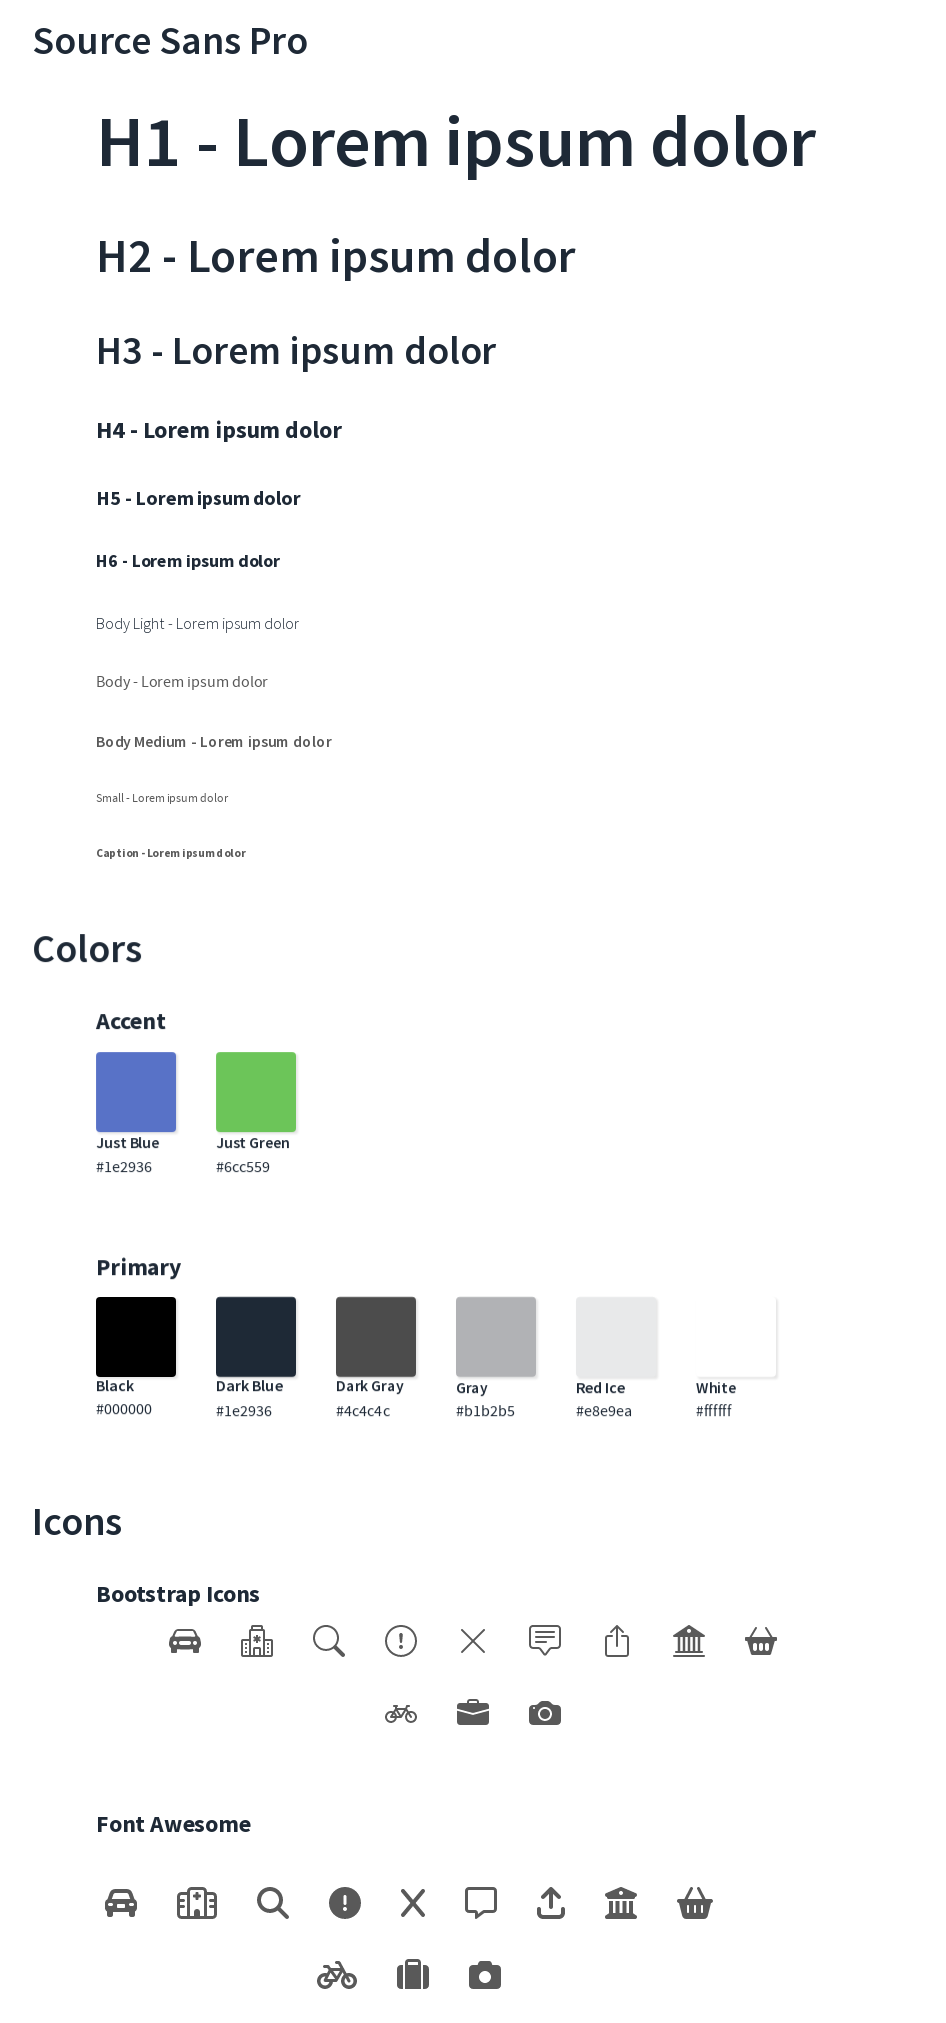 Source Sans Pro
H1 - Lorem ipsum dolor
H2 - Lorem ipsum dolor
H3 - Lorem ipsum dolor
H4 - Lorem ipsum dolor
H5 - Lorem ipsum dolor
H6 - Lorem ipsum dolor
Body Light - Lorem ipsum dolor
Body - Lorem ipsum dolor
Body Medium - Lorem ipsum dolor
Small - Lorem ipsum dolor
Caption - Lorem ipsum dolor
Colors
Accent
Just Blue Just Green
#1e2936 #6cc559
Primary
Black Dark Blue Dark Gray Gray Red Ice White
#000000 #1e2936 #4c4c4c #b1b2b5 #e8e9ea #ffffff
Icons
Bootstrap Icons
Font Awesome